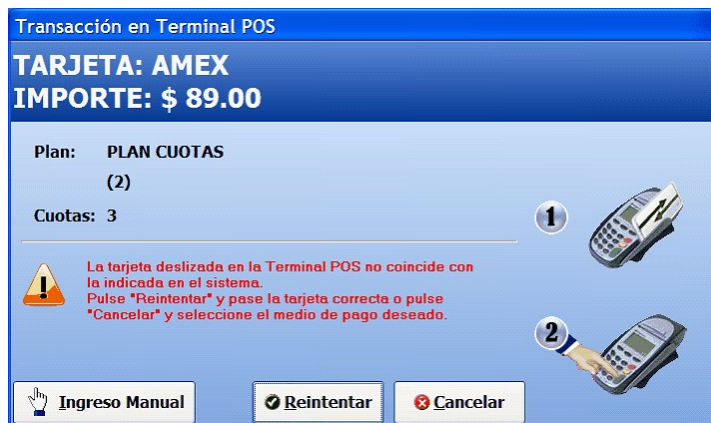 Transacción en Terminal POS
TARJETA: AMEX
IMPORTE: $ 89.00
Plan: PLAN CUOTAS
(2)
Cuotas: 3
1
La tarjeta deslizada en la Terminal POS no coincide con
la indicada en el sistema.
Pulse "Reintentar" y pase la tarjeta correcta o pulse
"Cancelar" y seleccione el medio de pago deseado.
2
Ingreso Manual
Reintentar
Cancelar